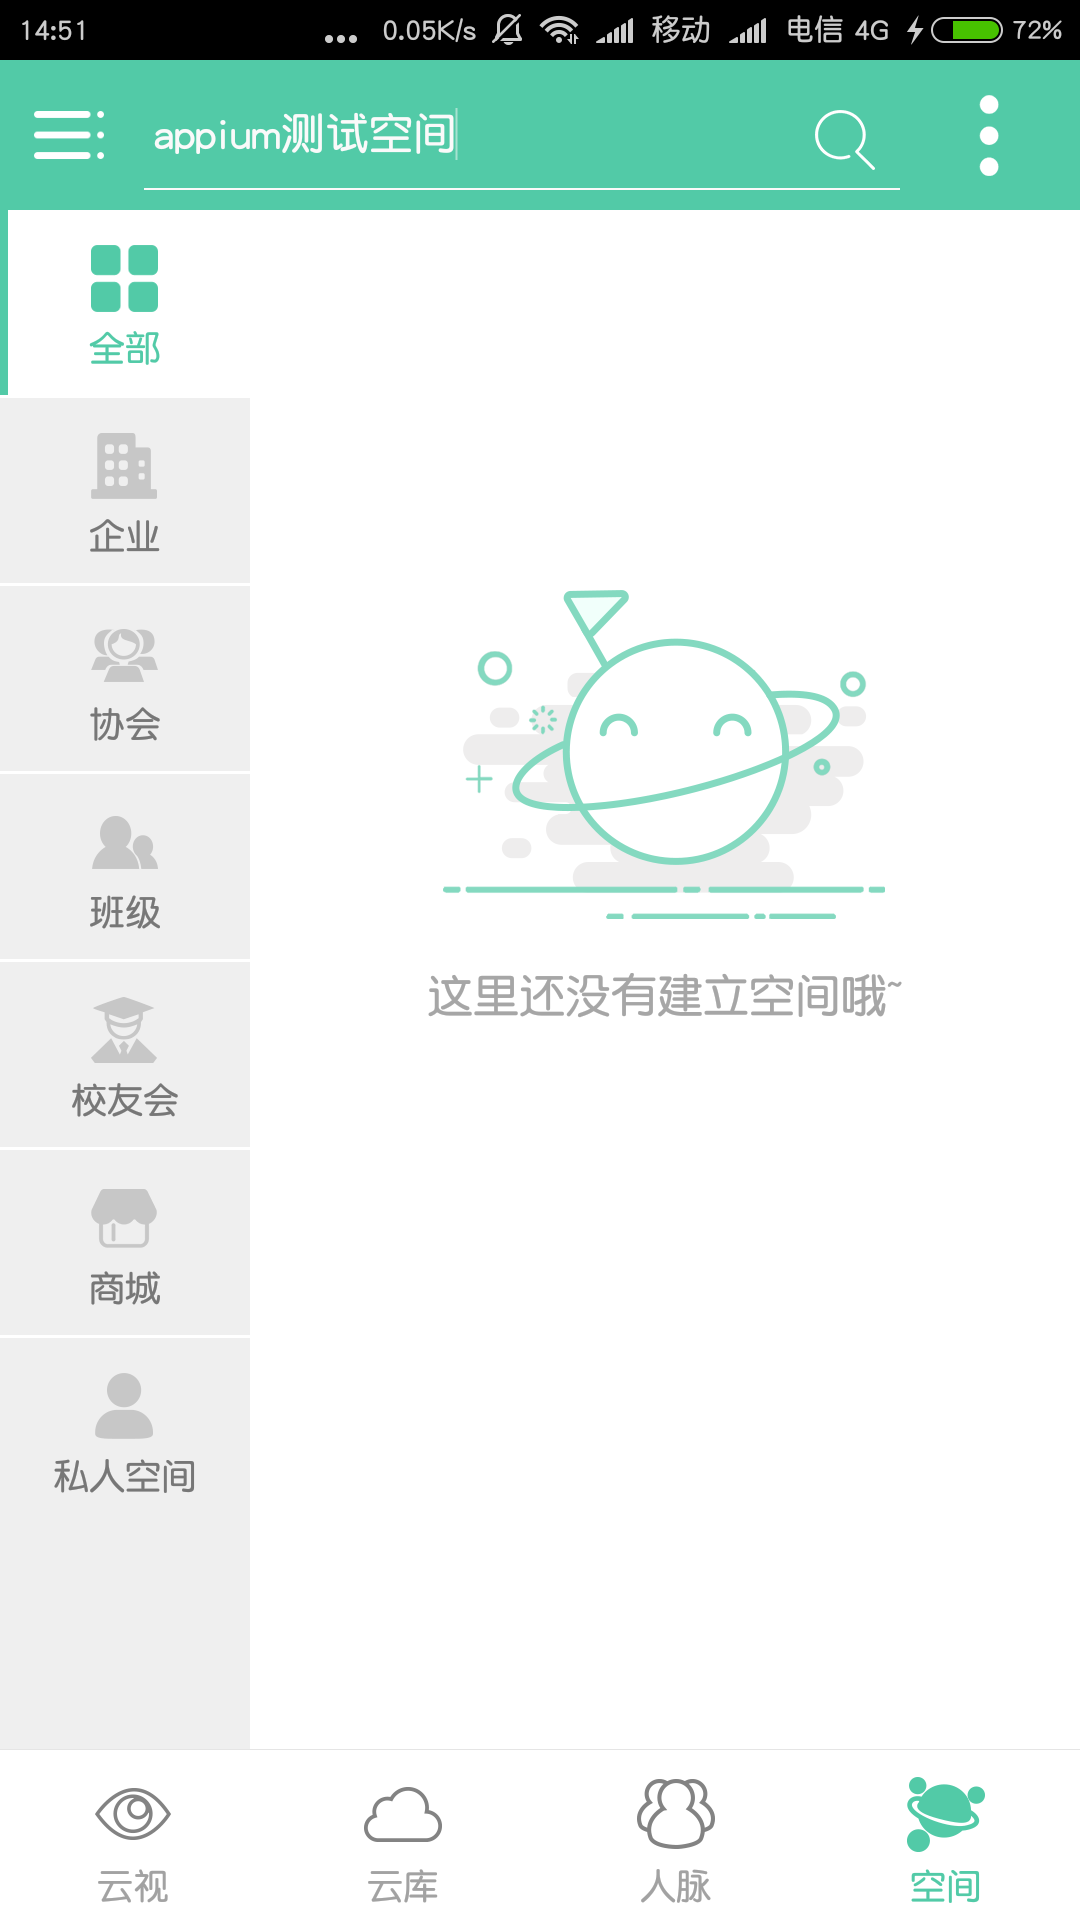 14:51 ... 0.05K/s 移动 电信 4G 72%
appium测试空间
全部
企业
协会
班级
这里还没有建立空间哦~
校友会
商城
私人空间
云视 云库 人脉 空间